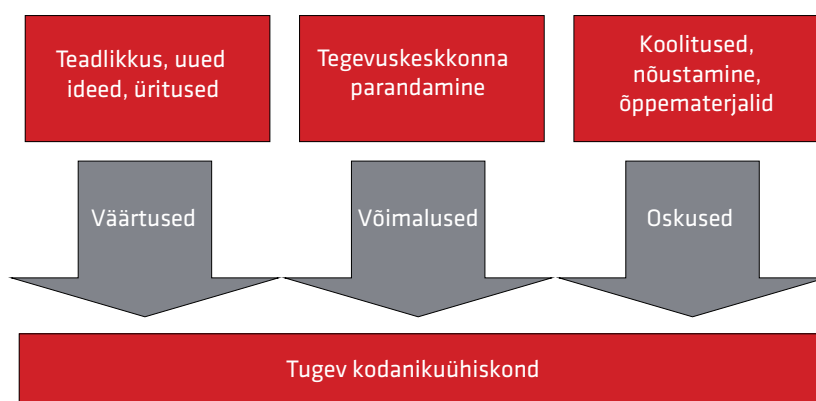 Teadlikkus, uued
ideed, üritused
Tegevuskeskkonna
parandamine
Koolitused,
nõustamine,
õppematerjalid
Väärtused
Võimalused
Oskused
Tugev kodanikuühiskond